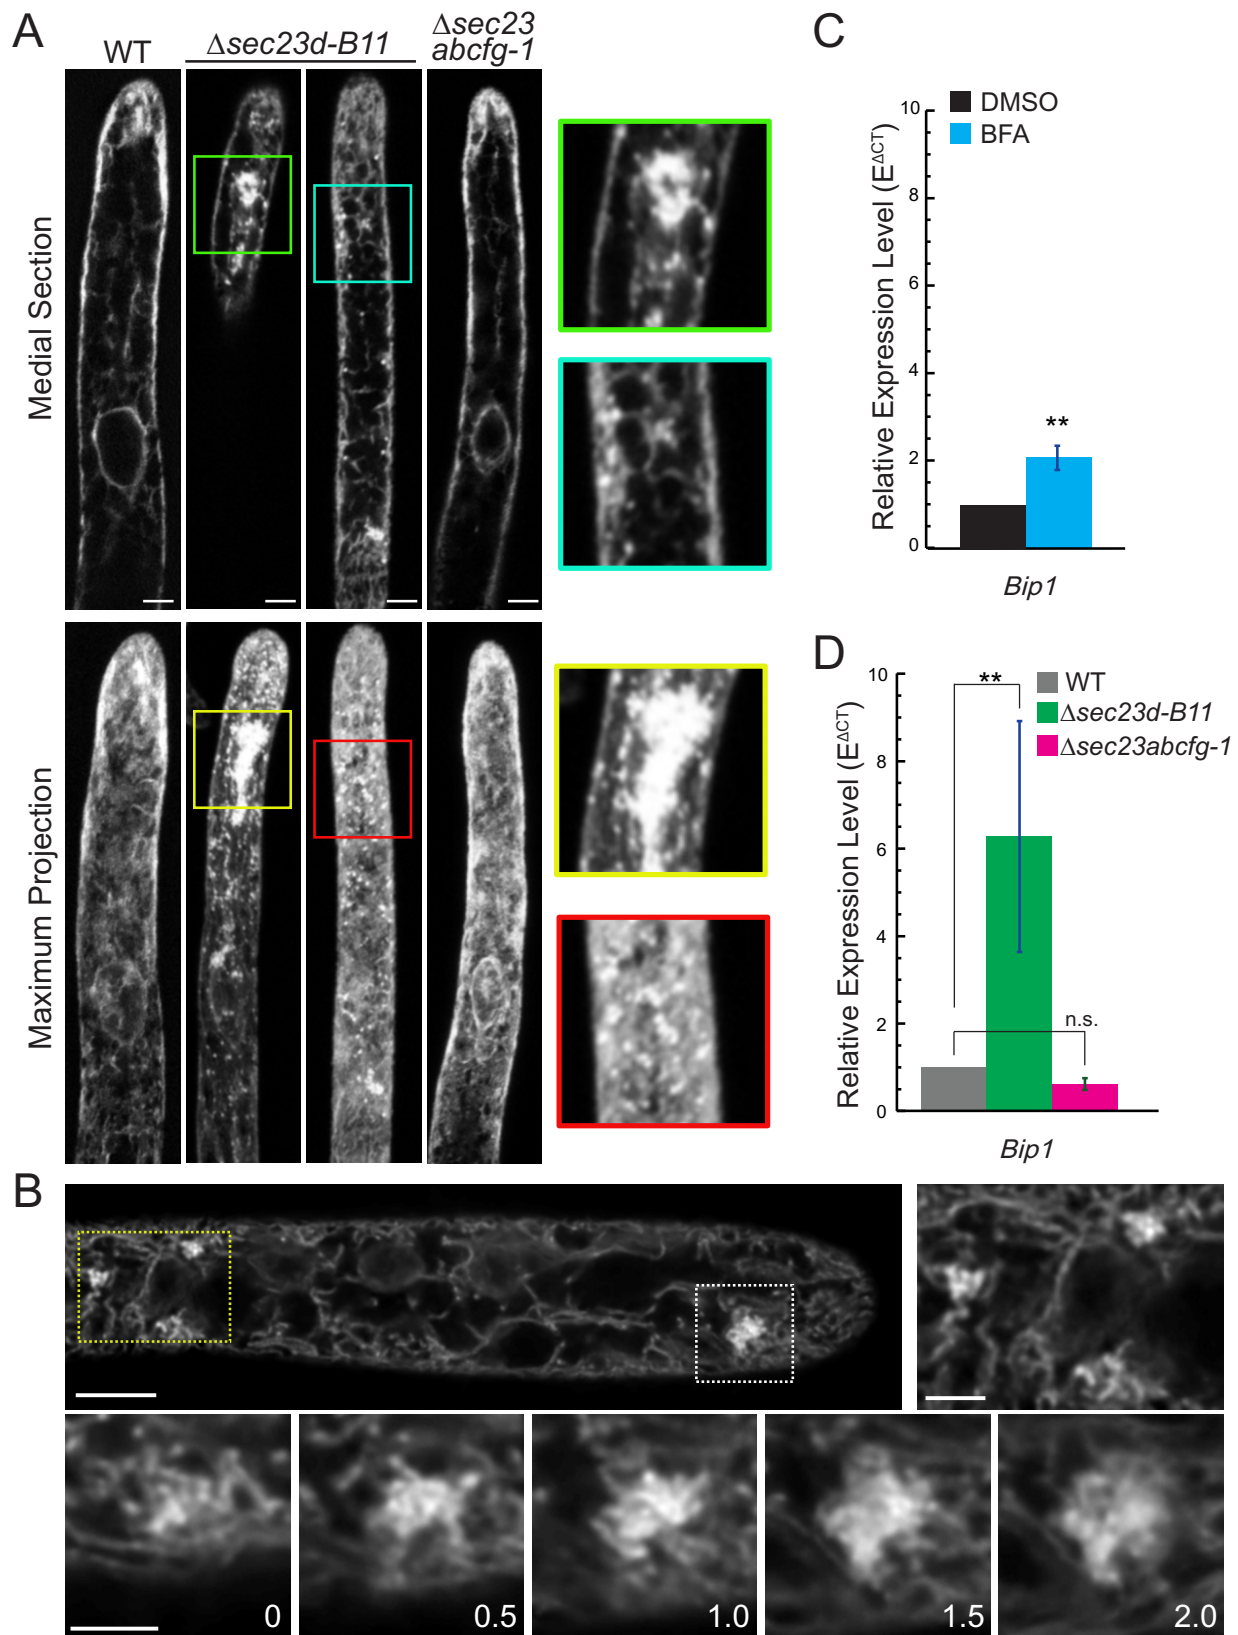 A
WT
Δsec23d-B11
Δsec23
abcfg-1
Medial Section
Maximum Projection
C
DMSO
BFA
Relative Expression Level (E^ΔCT)
10
8
6
4
2
0
**
Bip1
D
WT
Δsec23d-B11
Δsec23abcfg-1
Relative Expression Level (E^ΔCT)
10
8
6
4
2
0
**
n.s.
Bip1
B
0
0.5
1.0
1.5
2.0